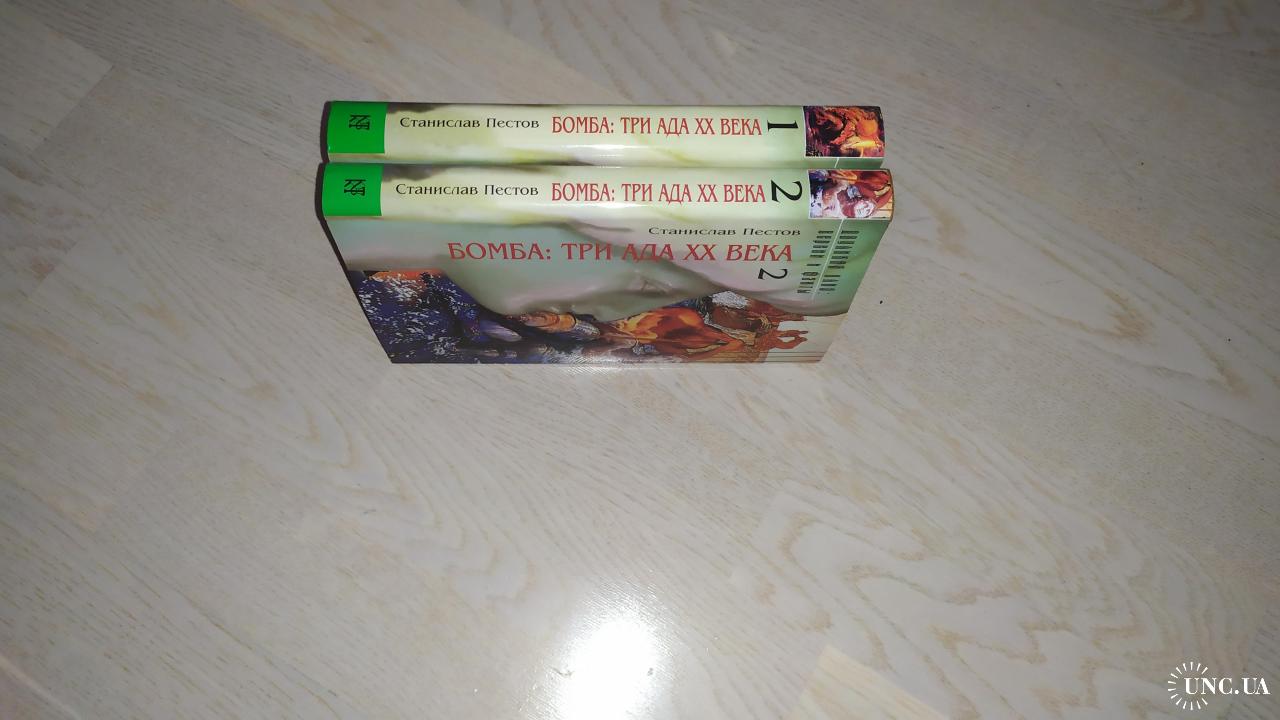 Станислав Пестов БОМБА: ТРИ АДА XX ВЕКА 1
Станислав Пестов БОМБА: ТРИ АДА XX ВЕКА 2
Станислав Пестов
БОМБА: ТРИ АДА XX ВЕКА
2
UNC.UA